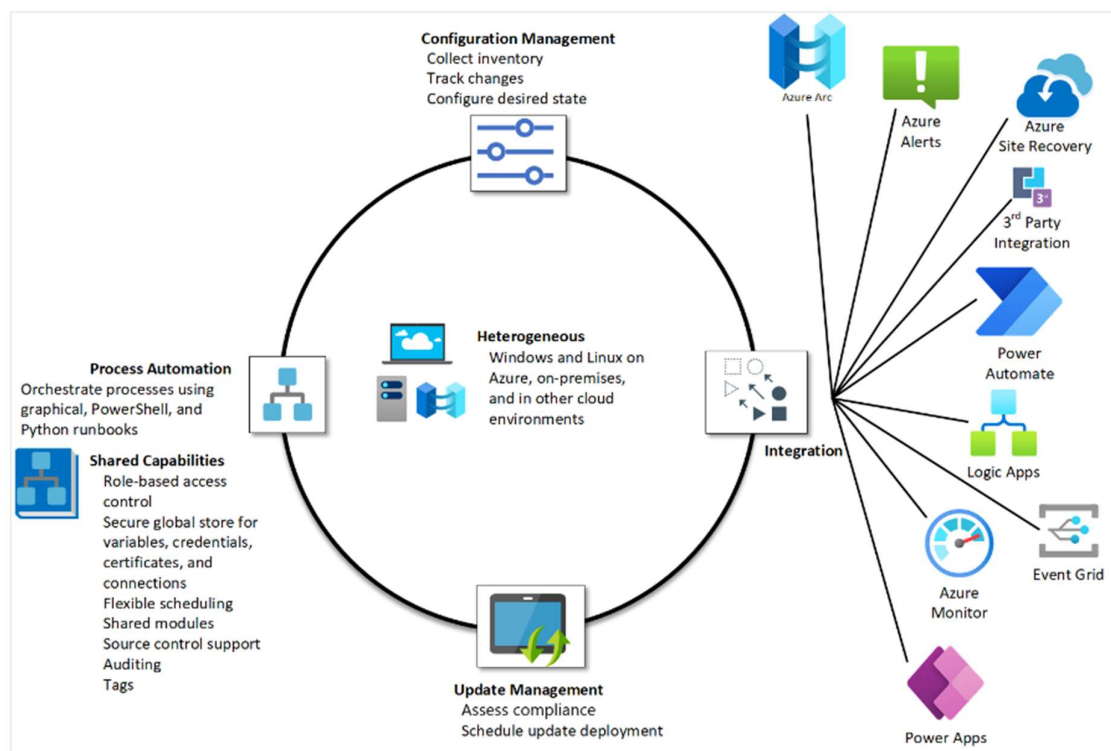 Configuration Management
Collect inventory
Track changes
Configure desired state
Azure Arc
Azure
Alerts
Azure
Site Recovery
3rd
3rd Party
Integration
Power
Automate
Logic Apps
Event Grid
Azure
Monitor
Power Apps
Integration
Heterogeneous
Windows and Linux on
Azure, on-premises,
and in other cloud
environments
Process Automation
Orchestrate processes using
graphical, PowerShell, and
Python runbooks
Shared Capabilities
Role-based access
control
Secure global store for
variables, credentials,
certificates, and
connections
Flexible scheduling
Shared modules
Source control support
Auditing
Tags
Update Management
Assess compliance
Schedule update deployment